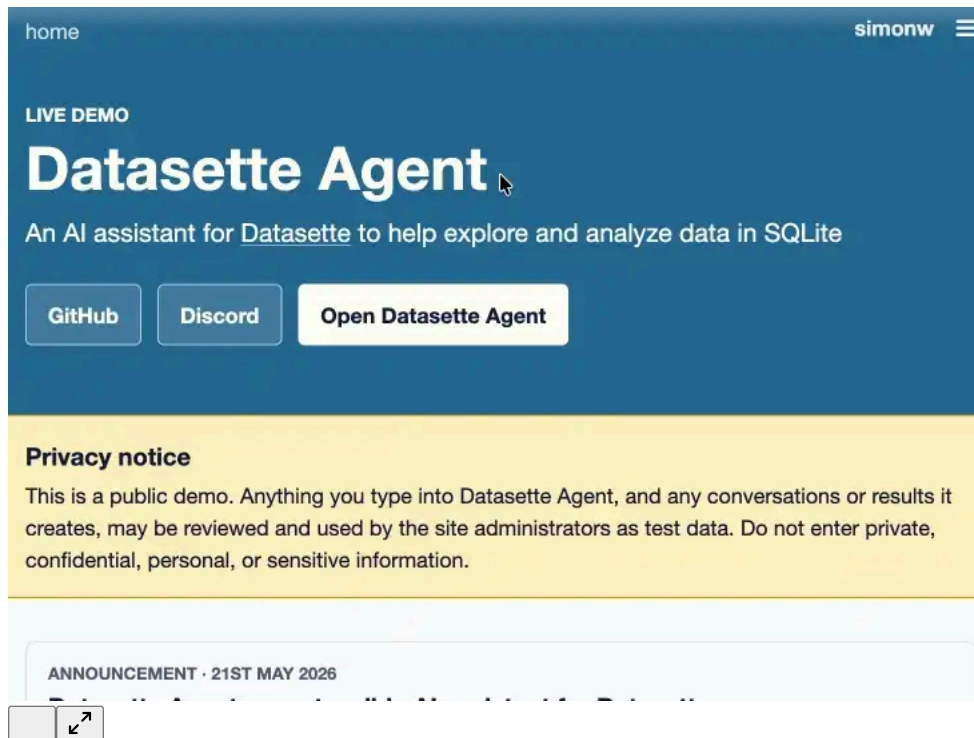 home
simonw
LIVE DEMO
Datasette Agent
An AI assistant for Datasette to help explore and analyze data in SQLite
GitHub
Discord
Open Datasette Agent
Privacy notice
This is a public demo. Anything you type into Datasette Agent, and any conversations or results it
creates, may be reviewed and used by the site administrators as test data. Do not enter private,
confidential, personal, or sensitive information.
ANNOUNCEMENT · 21ST MAY 2026